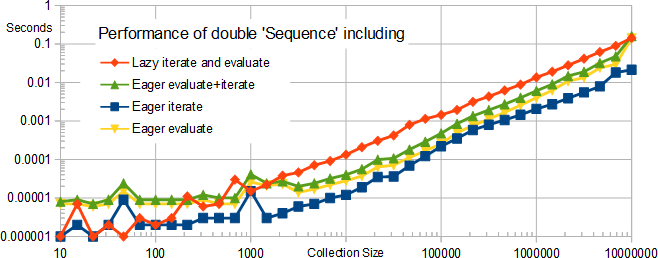 1
Seconds
Performance of double 'Sequence' including
0.1
Lazy iterate and evaluate
Eager evaluate+iterate
0.01
Eager iterate
0.001
Eager evaluate
0.0001
0.00001
0.000001
10
100
1000
Collection Size
100000
1000000
10000000